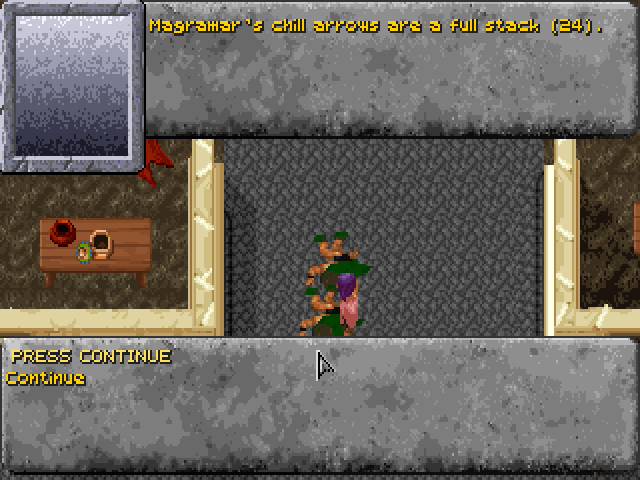 Magramar's chill arrows are a full stack (24).
PRESS CONTINUE
Continue